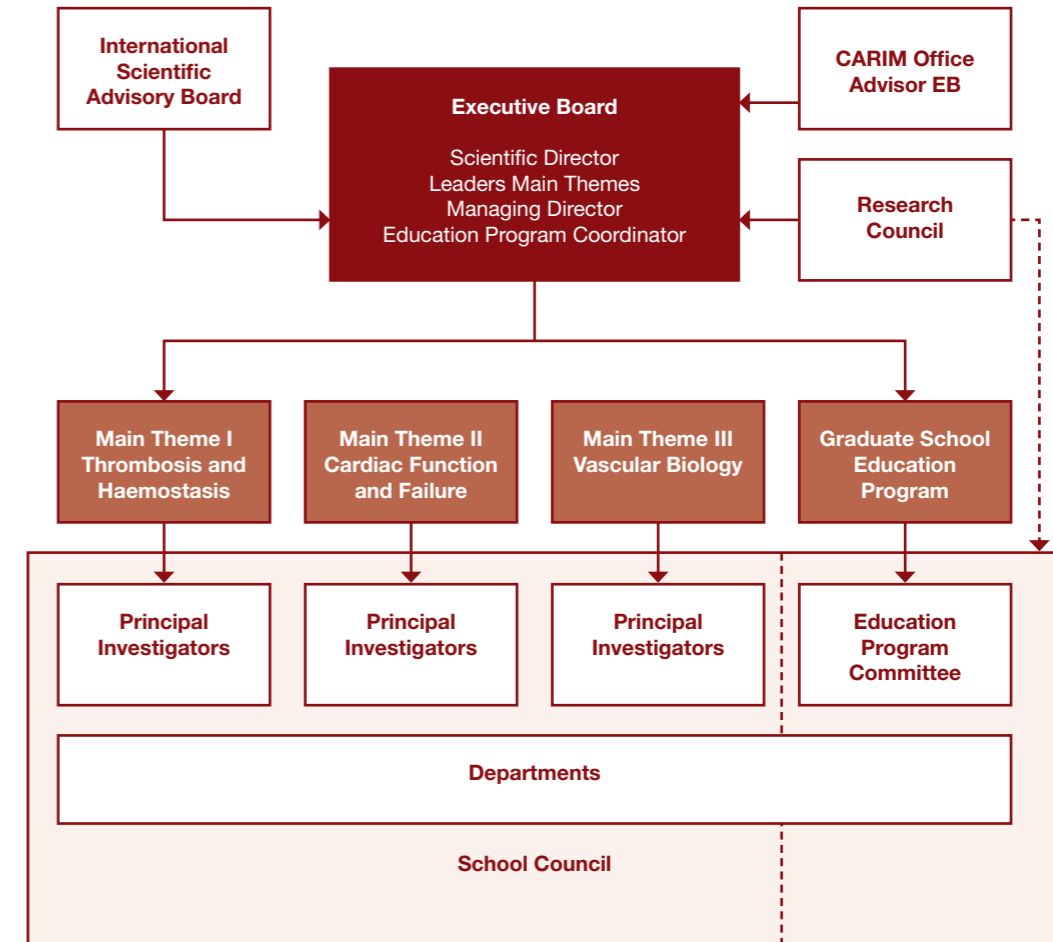 International
Scientific
Advisory Board
CARIM Office
Advisor EB
Executive Board
Scientific Director
Leaders Main Themes
Managing Director
Education Program Coordinator
Research
Council
Main Theme I
Thrombosis and
Haemostasis
Main Theme II
Cardiac Function
and Failure
Main Theme III
Vascular Biology
Graduate School
Education
Program
Principal
Investigators
Principal
Investigators
Principal
Investigators
Education
Program
Committee
Departments
School Council